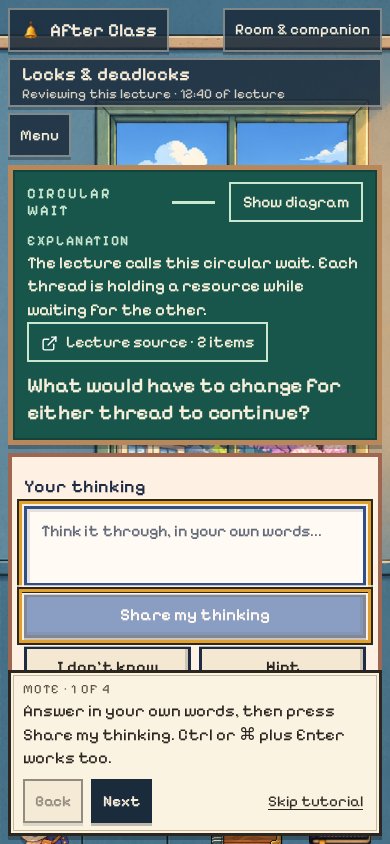 After Class
Room & companion
Locks & deadlocks
Reviewing this lecture · 12:40 of lecture
Menu
CIRCULAR
WAIT
Show diagram
EXPLANATION
The lecture calls this circular wait. Each
thread is holding a resource while
waiting for the other.
Lecture source · 2 items
What would have to change for
either thread to continue?
Your thinking
Think it through, in your own words...
Share my thinking
I don't know
Hint
MOTE · 1 OF 4
Answer in your own words, then press
Share my thinking. Ctrl or ⌘ plus Enter
works too.
Back
Next
Skip tutorial